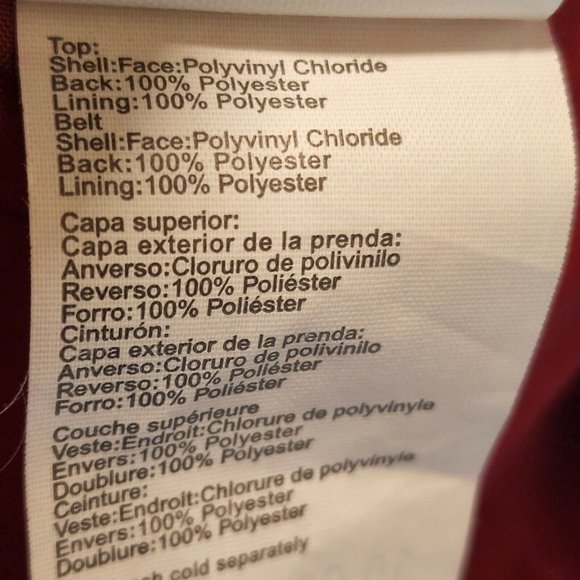 Top:
Shell:Face:Polyvinyl Chloride
Back:100% Polyester
Lining:100% Polyester
Belt
Shell:Face:Polyvinyl Chloride
Back:100% Polyester
Lining:100% Polyester
Capa superior:
Capa exterior de la prenda:
Anverso:Cloruro de polivinilo
Reverso:100% Poliéster
Forro:100% Poliéster
Cinturón:
Capa exterior de la prenda:
Anverso:Cloruro de polivinilo
Reverso:100% Poliéster
Forro:100% Poliéster
Couche supérieure
Veste:Endroit:Chlorure de polyvinyle
Envers:100% Polyester
Doublure:100% Polyester
Ceinture:
Veste:Endroit:Chlorure de polyvinyle
Envers:100% Polyester
Doublure:100% Polyester
cold separately